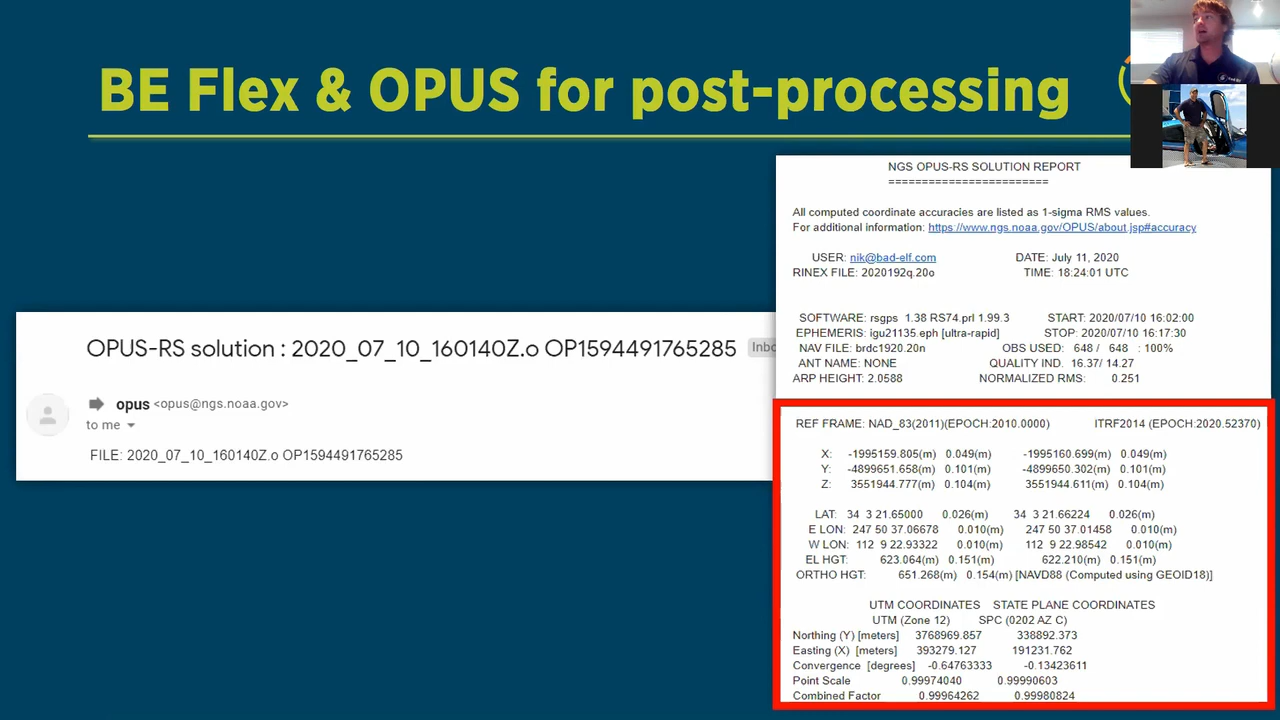 BE Flex & OPUS for post-processing
OPUS-RS solution : 2020_07_10_160140Z.o OP1594491765285
opus <opus@ngs.noaa.gov>
to me
FILE: 2020_07_10_160140Z.o OP1594491765285
NGS OPUS-RS SOLUTION REPORT
========================
All computed coordinate accuracies are listed as 1-sigma RMS values.
For additional information: https://www.ngs.noaa.gov/OPUS/about.jsp#accuracy
USER: nik@bad-elf.com DATE: July 11, 2020
RINEX FILE: 2020192q.20o TIME: 18:24:01 UTC
SOFTWARE: rsgps 1.38 RS74.prl 1.99.3 START: 2020/07/10 16:02:00
EPHEMERIS: igu21135.eph [ultra-rapid] STOP: 2020/07/10 16:17:30
NAV FILE: brdc1920.20n OBS USED: 648 / 648 : 100%
ANT NAME: NONE QUALITY IND. 16.37/ 14.27
ARP HEIGHT: 2.0588 NORMALIZED RMS: 0.251
REF FRAME: NAD_83(2011)(EPOCH:2010.0000) ITRF2014 (EPOCH:2020.52370)
X: -1995159.805(m) 0.049(m) -1995160.699(m) 0.049(m)
Y: -4899651.658(m) 0.101(m) -4899650.302(m) 0.101(m)
Z: 3551944.777(m) 0.104(m) 3551944.611(m) 0.104(m)
LAT: 34 3 21.65000 0.026(m) 34 3 21.66224 0.026(m)
E LON: 247 50 37.06678 0.010(m) 247 50 37.01458 0.010(m)
W LON: 112 9 22.93322 0.010(m) 112 9 22.98542 0.010(m)
EL HGT: 623.064(m) 0.151(m) 622.210(m) 0.151(m)
ORTHO HGT: 651.268(m) 0.154(m) [NAVD88 (Computed using GEOID18)]
UTM COORDINATES STATE PLANE COORDINATES
UTM (Zone 12) SPC (0202 AZ C)
Northing (Y) [meters] 3768969.857 338892.373
Easting (X) [meters] 393279.127 191231.762
Convergence [degrees] -0.64763333 -0.13423611
Point Scale 0.99974040 0.99990603
Combined Factor 0.99964262 0.99980824